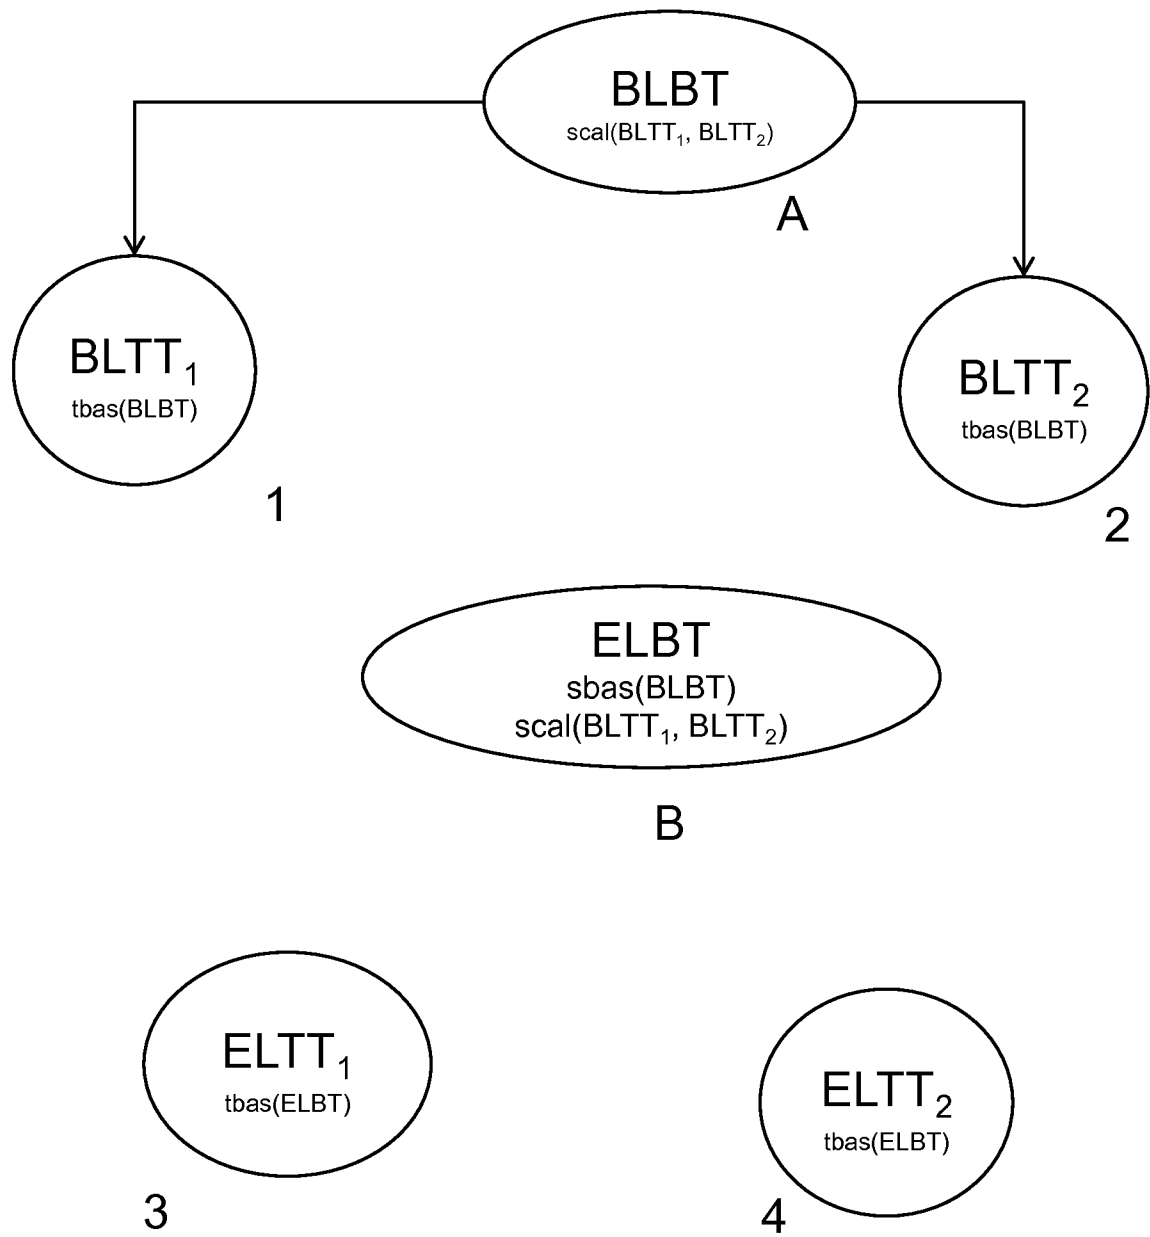 BLBT
scal(BLTT₁, BLTT₂)
A
BLTT₁
tbas(BLBT)
1
BLTT₂
tbas(BLBT)
2
ELBT
sbas(BLBT)
scal(BLTT₁, BLTT₂)
B
ELTT₁
tbas(ELBT)
3
ELTT₂
tbas(ELBT)
4